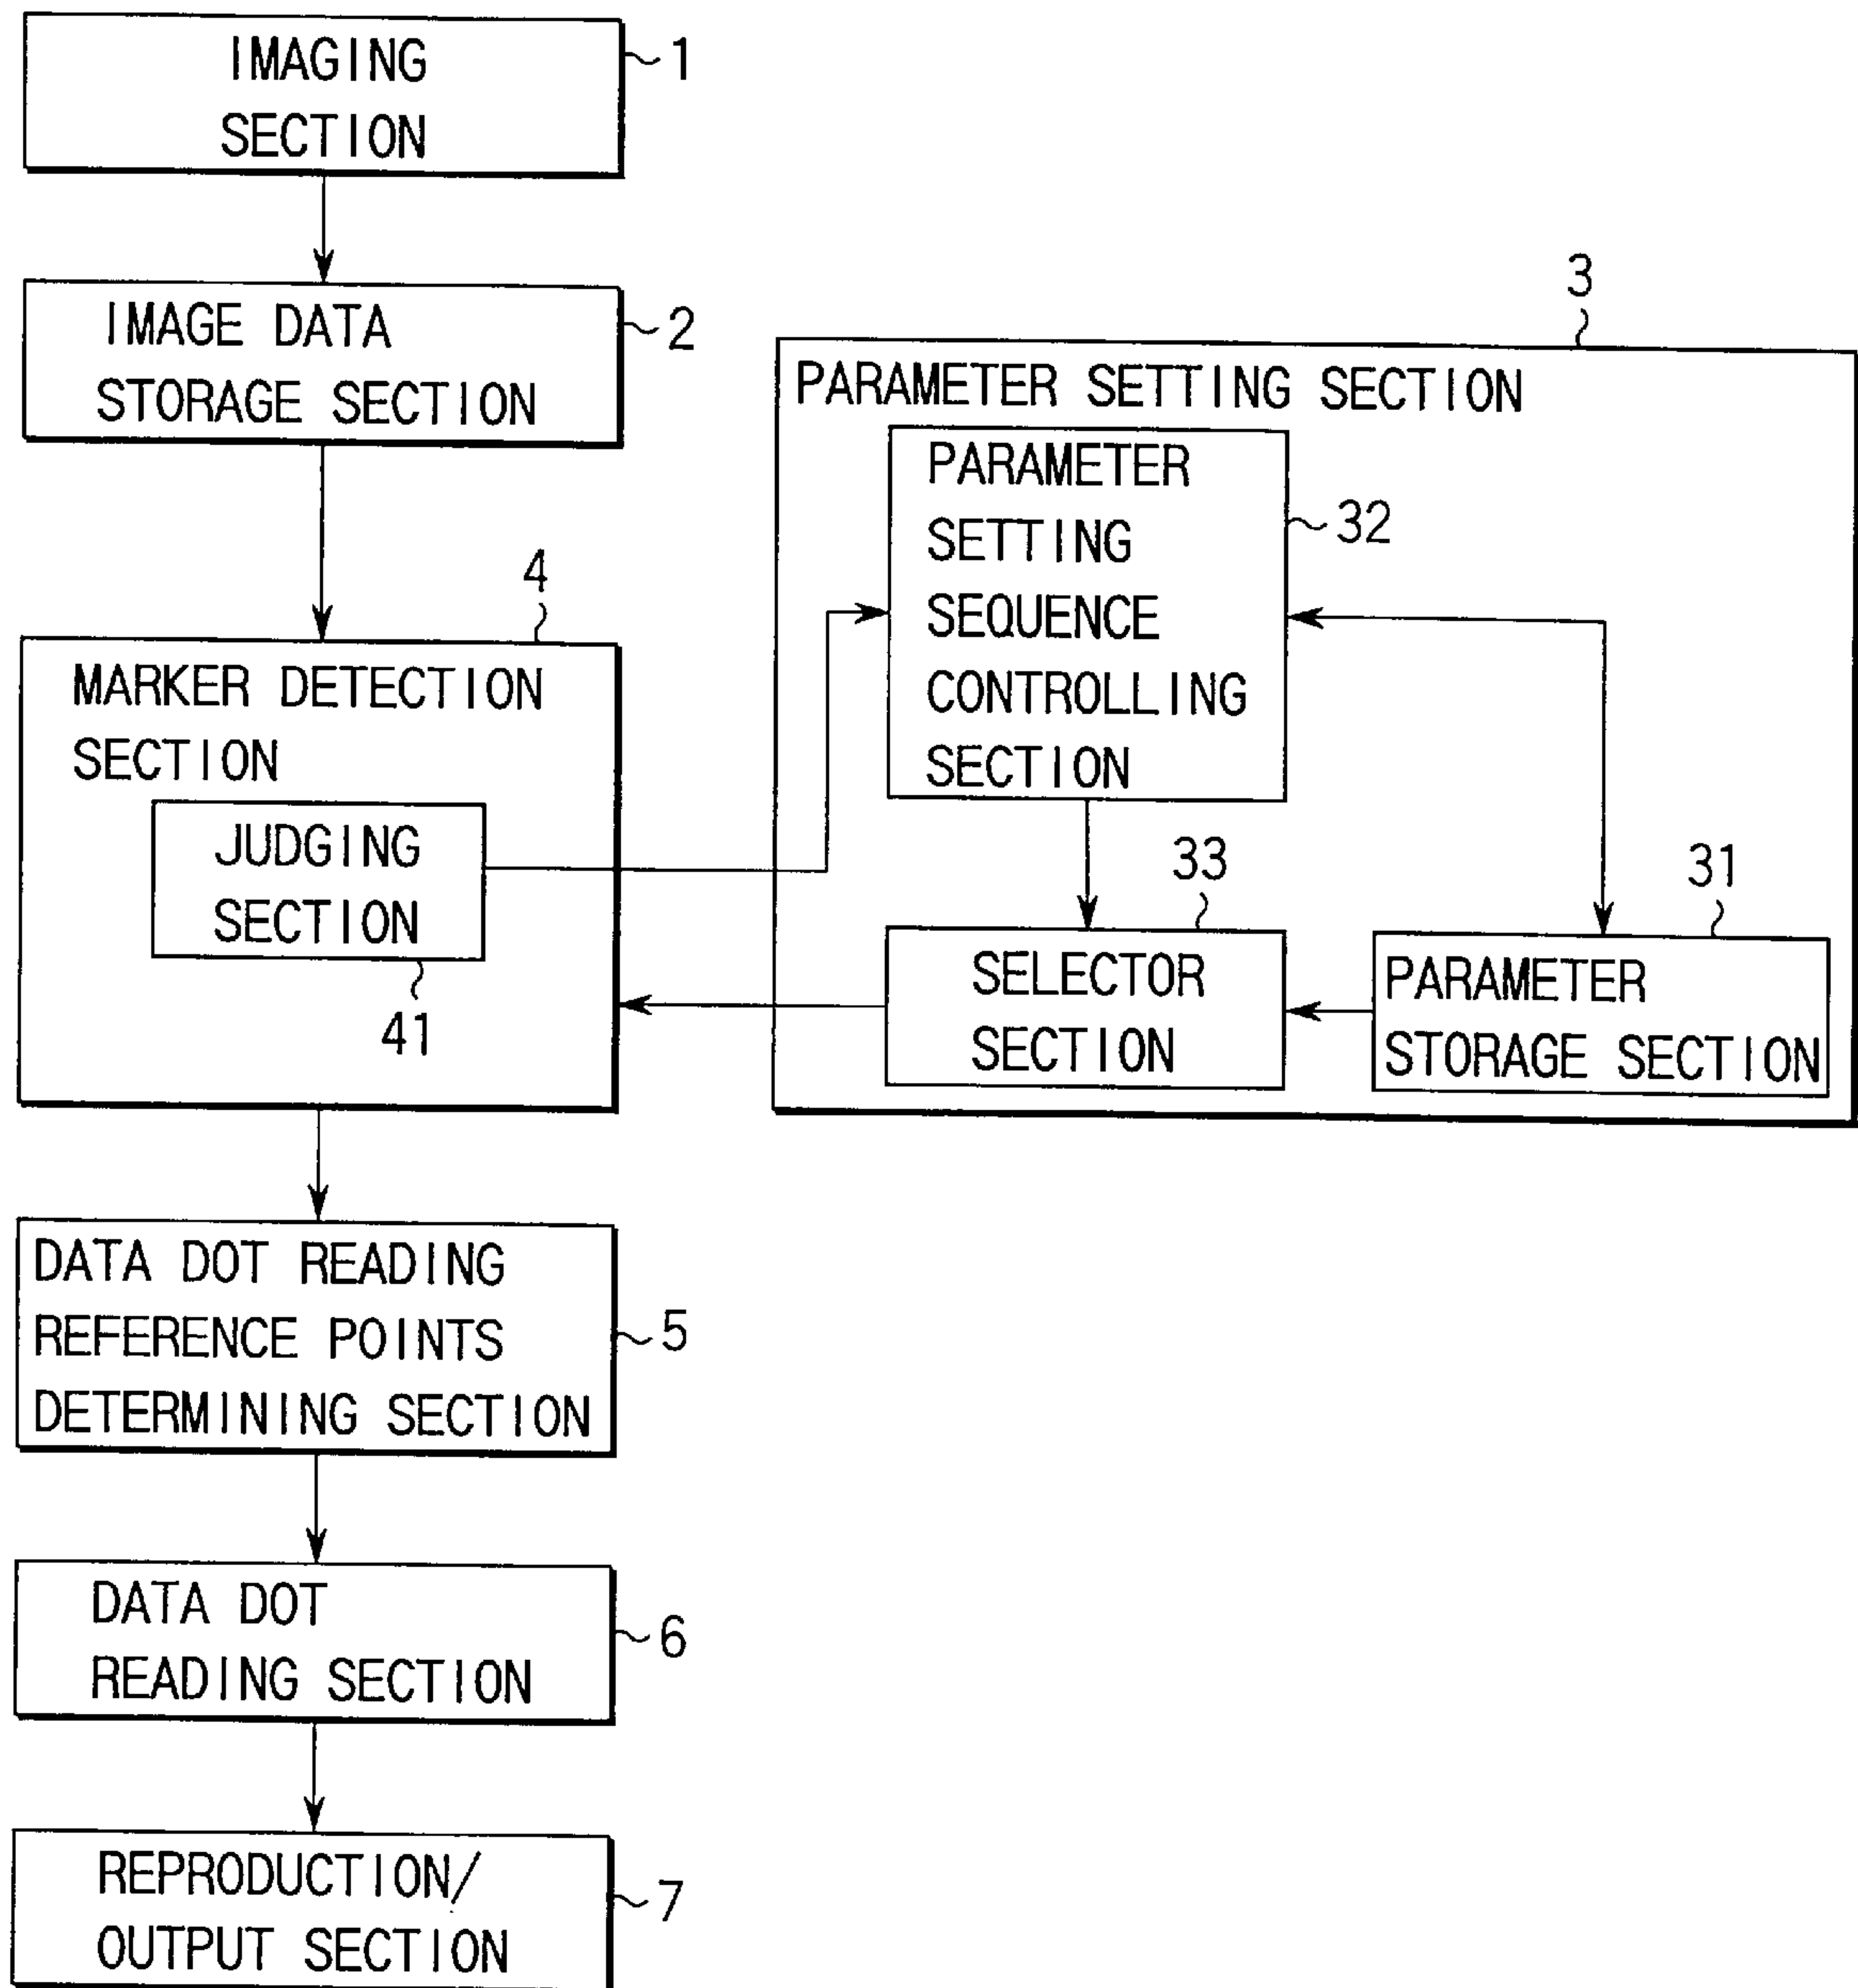 IMAGING
SECTION
1
IMAGE DATA
STORAGE SECTION
2
3
PARAMETER SETTING SECTION
PARAMETER
SETTING
SEQUENCE
CONTROLLING
SECTION
32
4
MARKER DETECTION
SECTION
JUDGING
SECTION
41
33
SELECTOR
SECTION
31
PARAMETER
STORAGE SECTION
DATA DOT READING
REFERENCE POINTS
DETERMINING SECTION
5
DATA DOT
READING SECTION
6
REPRODUCTION/
OUTPUT SECTION
7